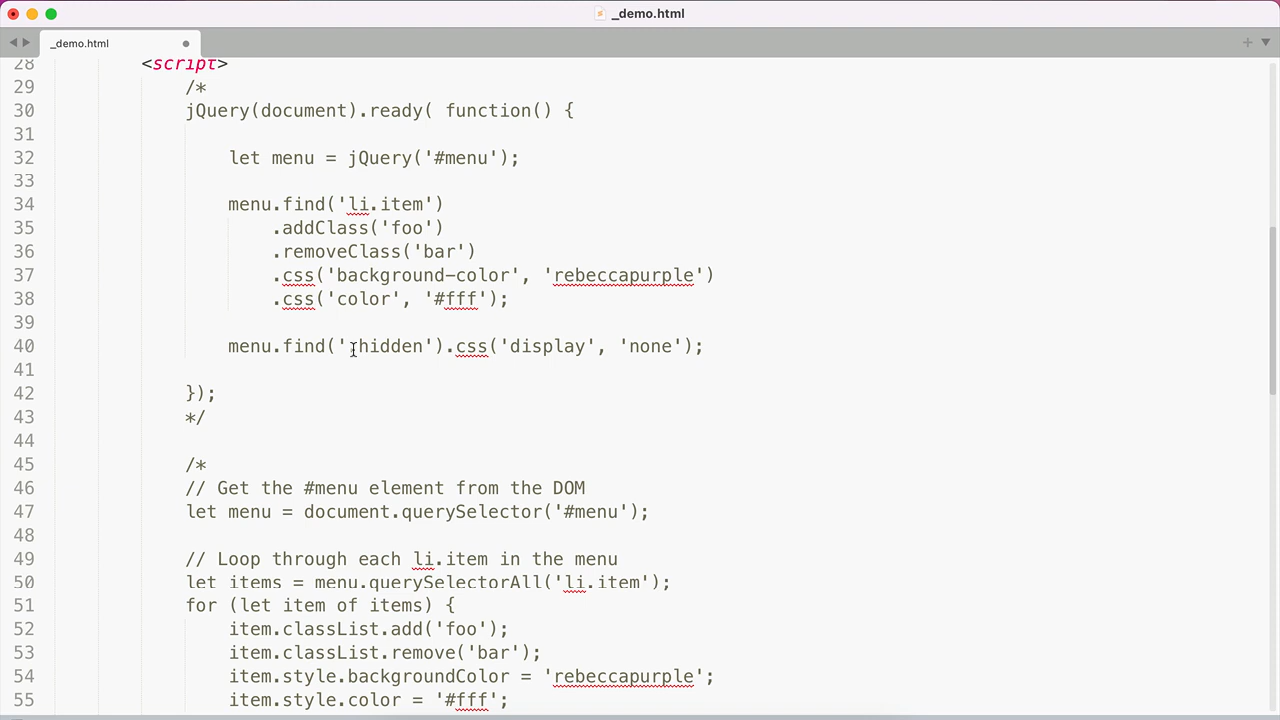 _demo.html
_demo.html
28 <script>
29 /*
30 jQuery(document).ready( function() {
31
32 let menu = jQuery('#menu');
33
34 menu.find('li.item')
35 .addClass('foo')
36 .removeClass('bar')
37 .css('background-color', 'rebeccapurple')
38 .css('color', '#fff');
39
40 menu.find('.hidden').css('display', 'none');
41
42 });
43 */
44
45 /*
46 // Get the #menu element from the DOM
47 let menu = document.querySelector('#menu');
48
49 // Loop through each li.item in the menu
50 let items = menu.querySelectorAll('li.item');
51 for (let item of items) {
52 item.classList.add('foo');
53 item.classList.remove('bar');
54 item.style.backgroundColor = 'rebeccapurple';
55 item.style.color = '#fff';